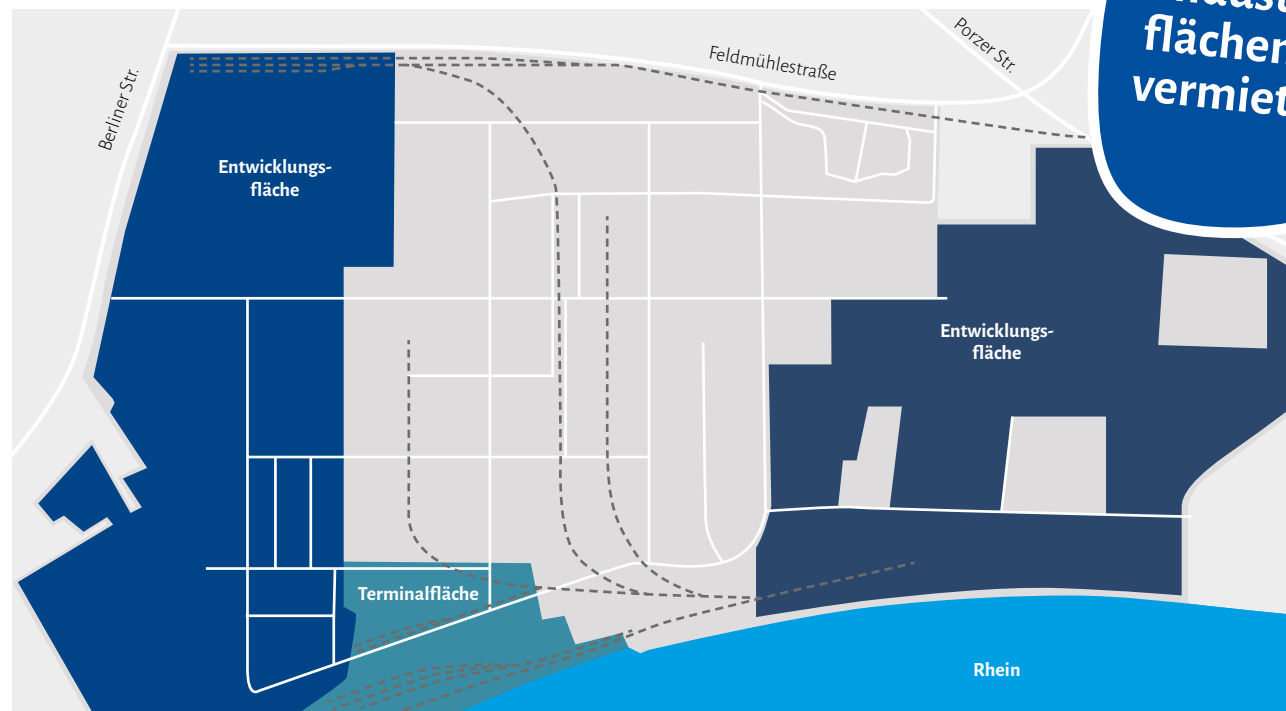 flächen
vermiet
Porzer Str.
Feldmühlestraße
Berliner Str.
Entwicklungs-
fläche
Entwicklungs-
fläche
Terminalfläche
Rhein